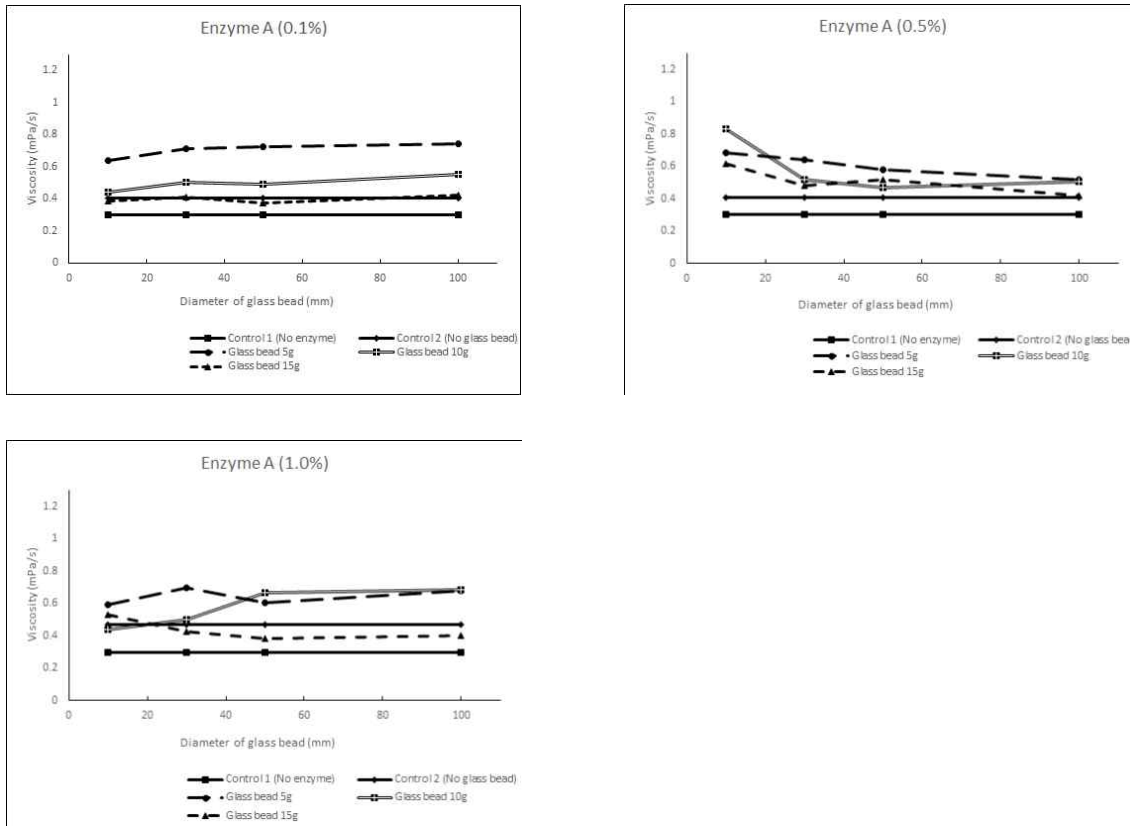 Enzyme A (0.1%)
1.2
1
0.8
0.6
0.4
0.2
0
Viscosity (mPa/s)
0 20 40 60 80 100
Diameter of glass bead (mm)
Control 1 (No enzyme) Control 2 (No glass bead)
Glass bead 5g Glass bead 10g
Glass bead 15g
Enzyme A (0.5%)
1.2
1
0.8
0.6
0.4
0.2
0
Viscosity (mPa/s)
0 20 40 60 80 100
Diameter of glass bead (mm)
Control 1 (No enzyme) Control 2 (No glass bead
Glass bead 5g Glass bead 10g
Glass bead 15g
Enzyme A (1.0%)
1.2
1
0.8
0.6
0.4
0.2
0
Viscosity (mPa/s)
0 20 40 60 80 100
Diameter of glass bead (mm)
Control 1 (No enzyme) Control 2 (No glass bead)
Glass bead 5g Glass bead 10g
Glass bead 15g